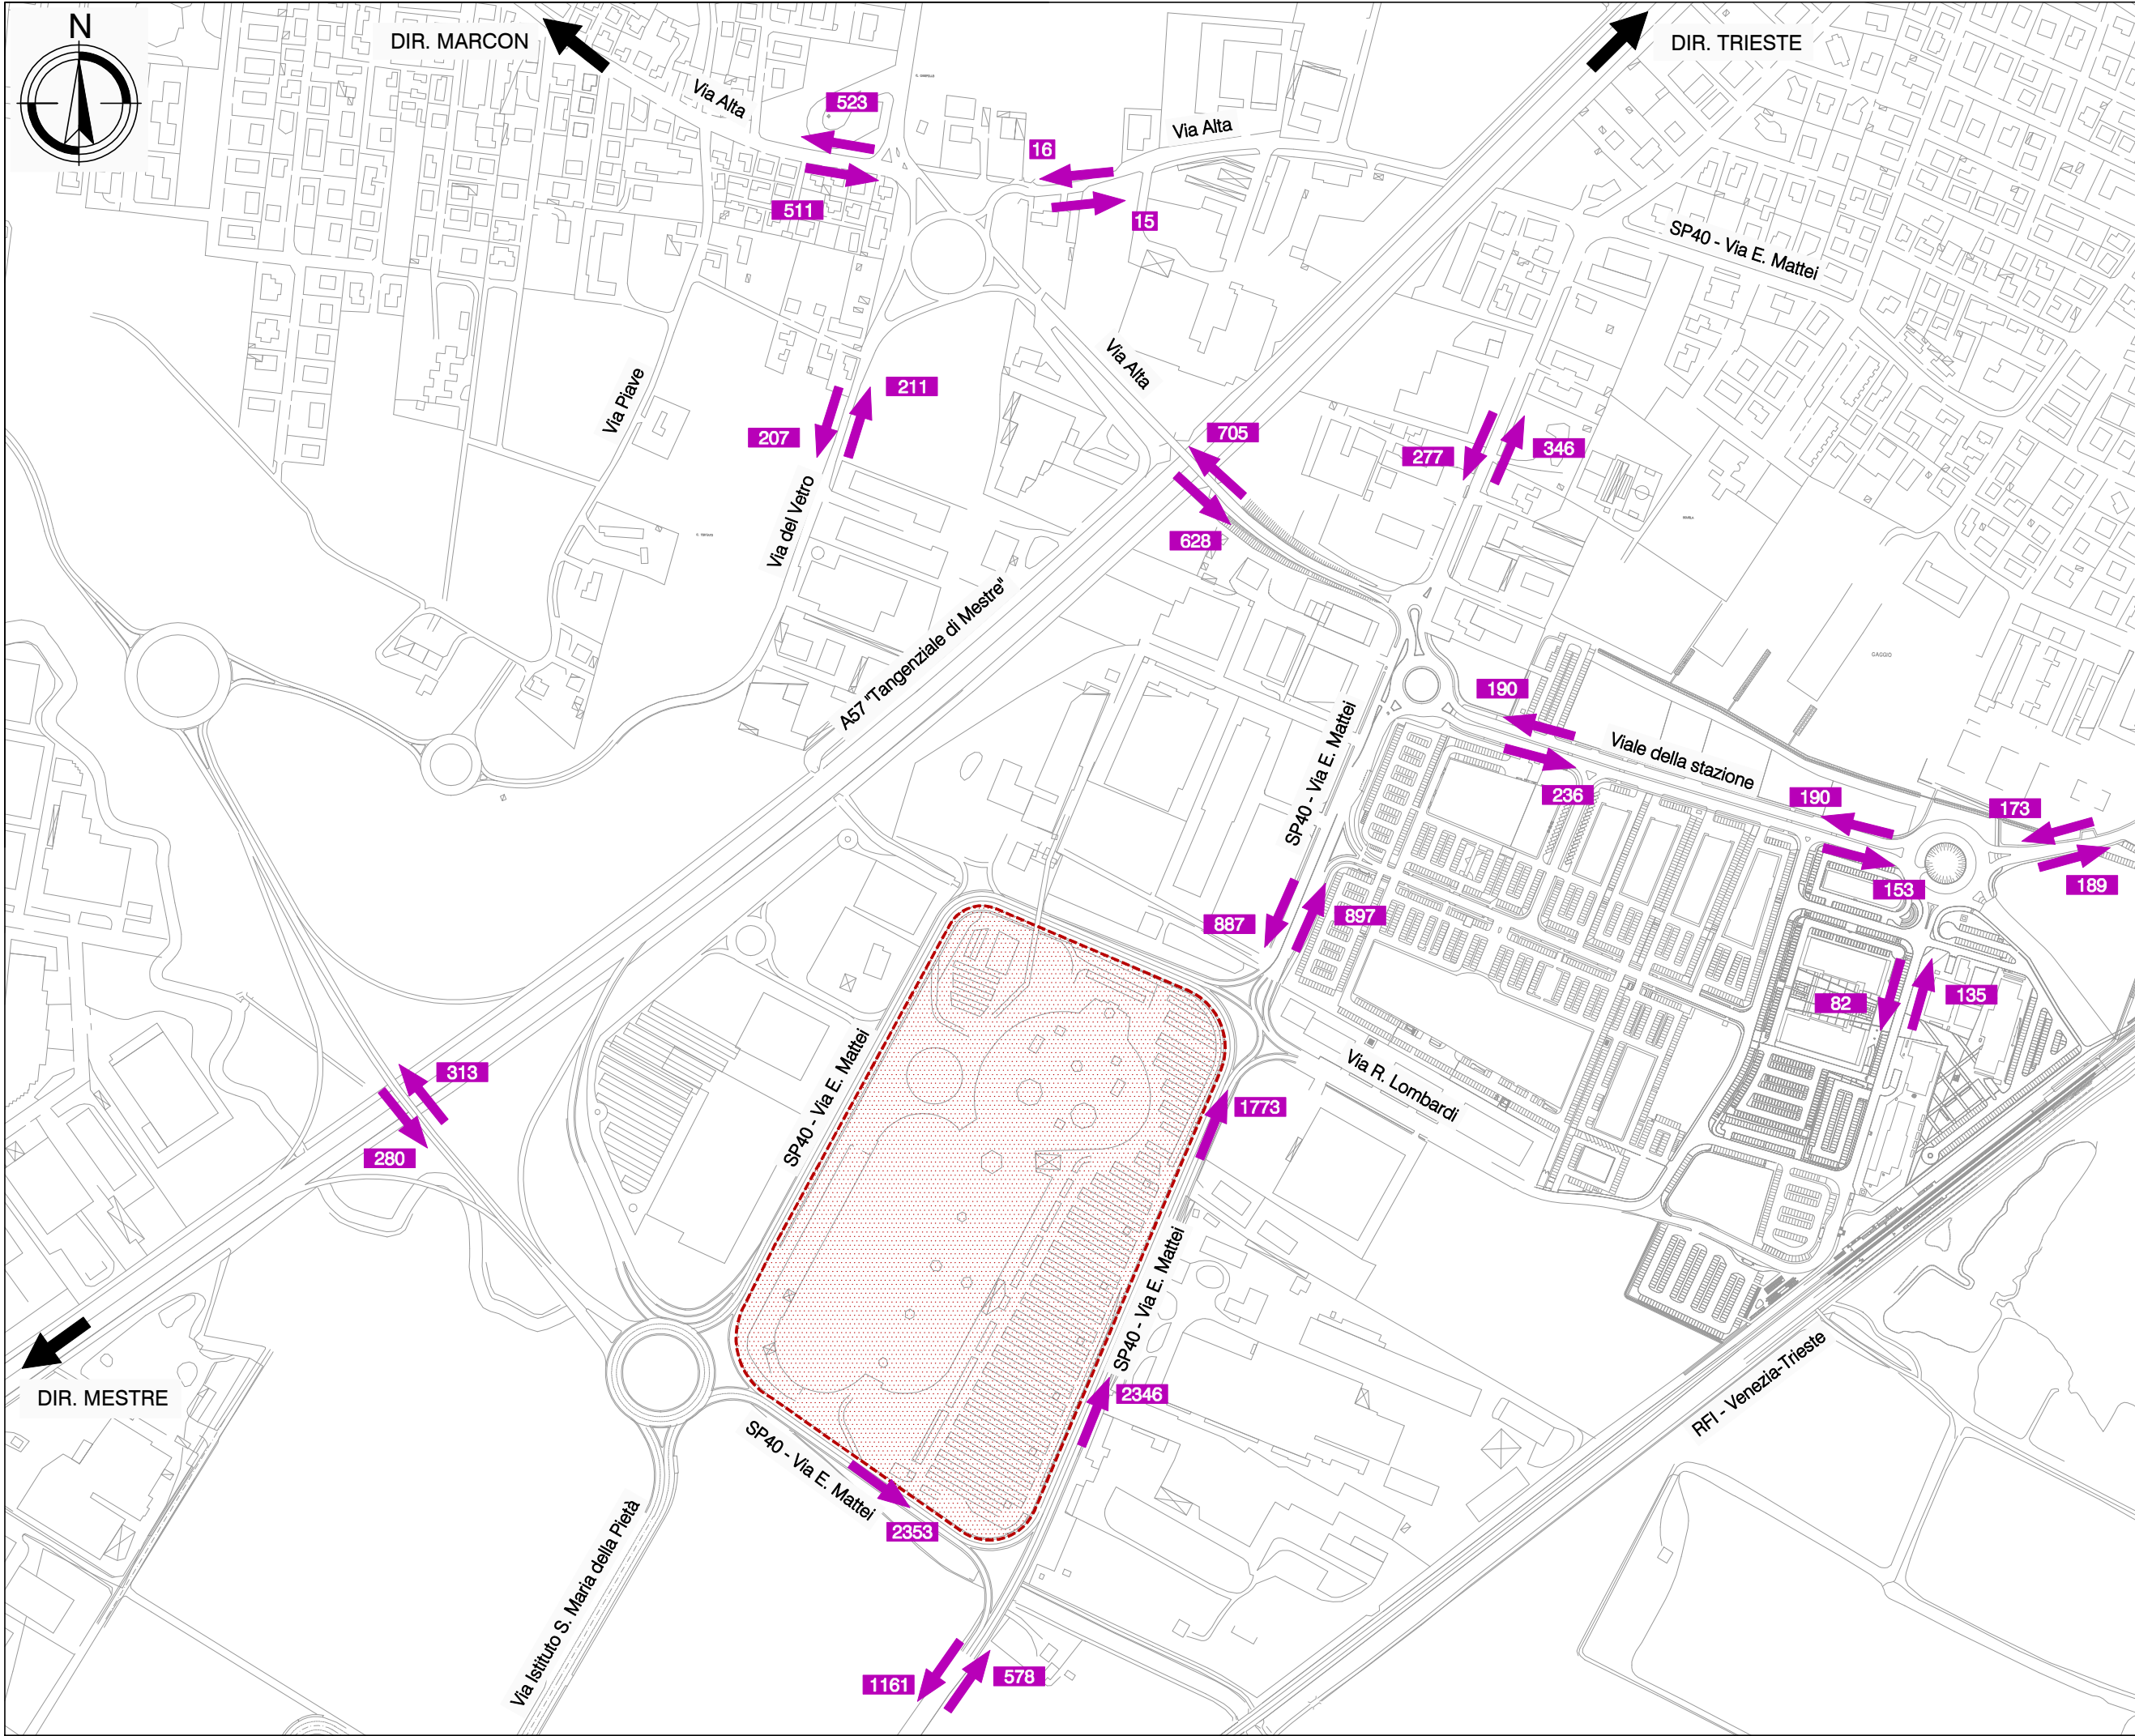 N
DIR. MARCON
DIR. TRIESTE
Via Alta
523
16
Via Alta
511
15
SP40 - Via E. Mattei
Via Alta
Via Piave
211
207
705
277
346
628
Via del Vetro
A57 "Tangenziale di Mestre"
GAGGIO
190
Viale della stazione
SP40 - Via E. Mattei
236
190
173
153
189
887
897
82
135
SP40 - Via E. Mattei
Via R. Lombardi
313
280
1773
SP40 - Via E. Mattei
DIR. MESTRE
2346
RFI - Venezia-Trieste
SP40 - Via E. Mattei
2353
Via Istituto S. Maria della Pietà
1161
578